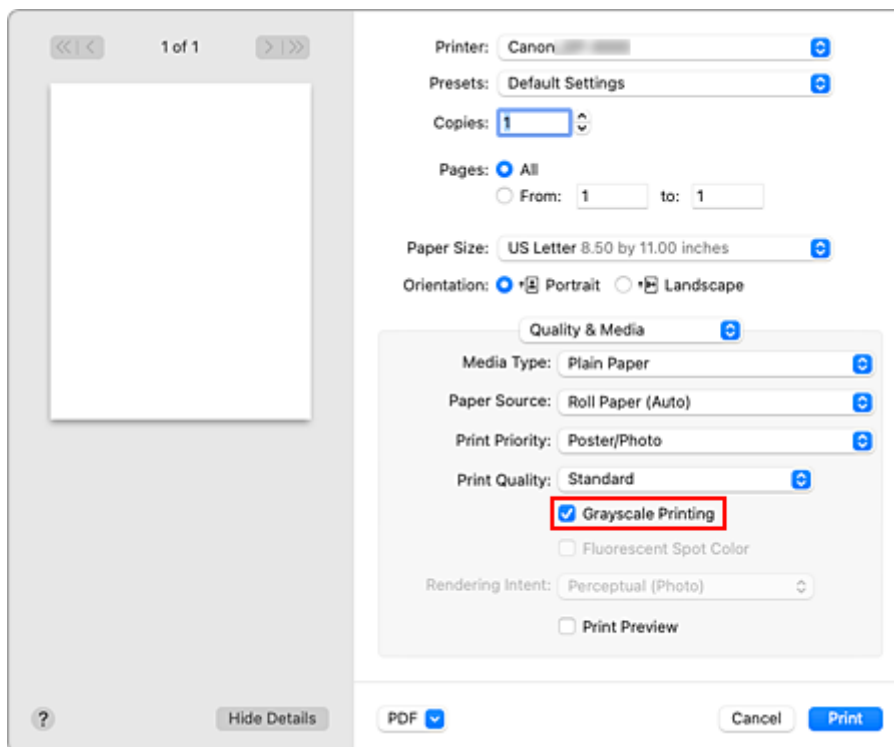 1 of 1
Printer: Canon
Presets: Default Settings
Copies: 1
Pages: All
From: 1 to: 1
Paper Size: US Letter 8.50 by 11.00 inches
Orientation: Portrait Landscape
Quality & Media
Media Type: Plain Paper
Paper Source: Roll Paper (Auto)
Print Priority: Poster/Photo
Print Quality: Standard
Grayscale Printing
Fluorescent Spot Color
Rendering Intent: Perceptual (Photo)
Print Preview
? Hide Details PDF Cancel Print